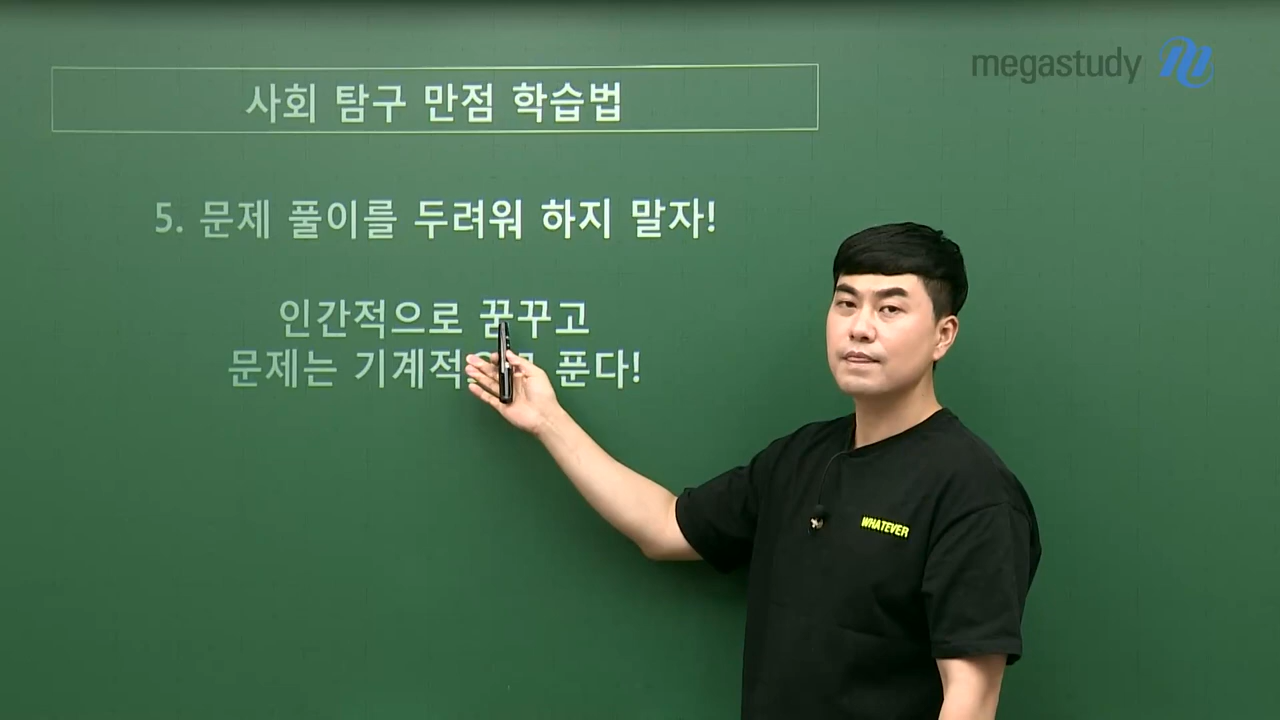 megastudy
사회 탐구 만점 학습법
5. 문제 풀이를 두려워 하지 말자!
인간적으로 꿈꾸고
문제는 기계적으로 푼다!
WHATEVER